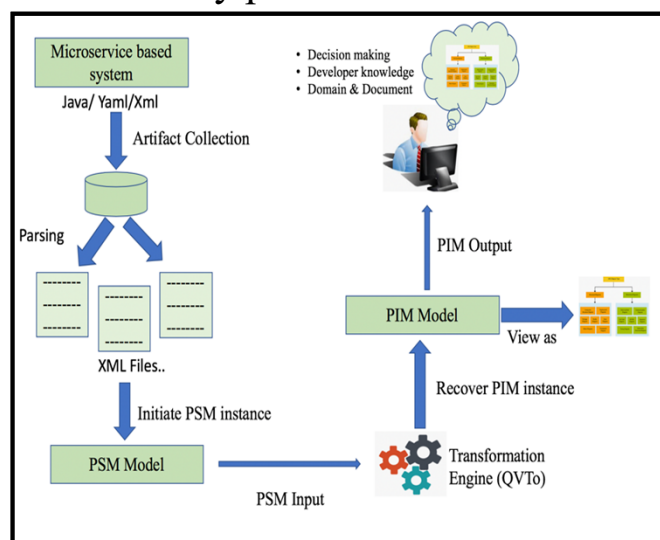 Microservice based
system
Java/ Yaml/Xml
Artifact Collection
Parsing
XML Files..
Initiate PSM instance
PSM Model
PSM Input
Transformation
Engine (QVTo)
Recover PIM instance
PIM Model
View as
PIM Output
• Decision making
• Developer knowledge
• Domain & Document